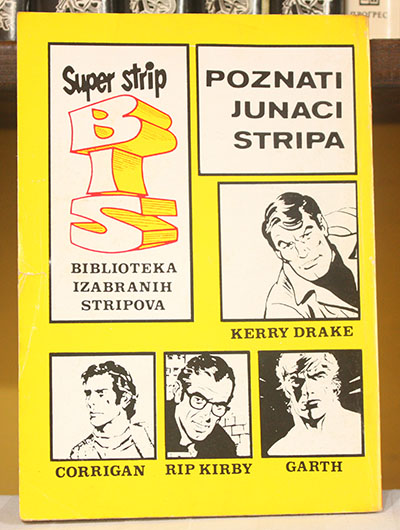 Super strip
BIS
BIBLIOTEKA
IZABRANIH
STRIPOVA
POZNATI
JUNACI
STRIPA
KERRY DRAKE
CORRIGAN
RIP KIRBY
GARTH